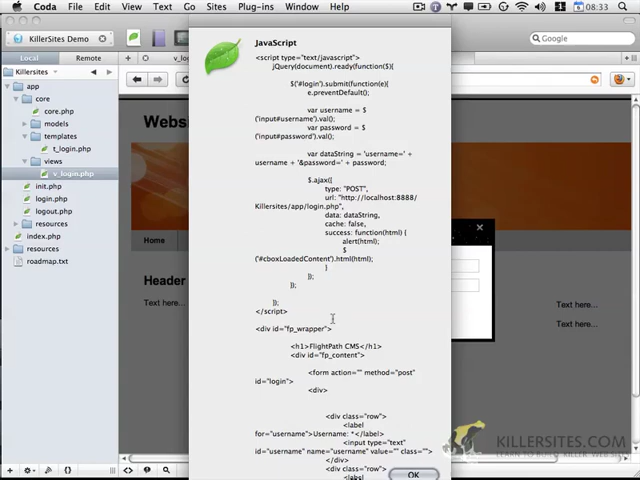 Coda File Edit View Text Go Sites Plug-ins Window Help 08:33
KillerSites Demo
Google
Local Remote
Killersites
app
core
core.php
models
templates
t_login.php
views
v_login.php
init.php
login.php
logout.php
resources
index.php
resources
roadmap.txt
Home
Header
Text here...
Text here...
Text here...
JavaScript
<script type="text/javascript">
jQuery(document).ready(function($){
$('#login').submit(function(e){
e.preventDefault();
var username = $
('input#username').val();
var password = $
('input#password').val();
var dataString = 'username=' +
username + '&password=' + password;
$.ajax({
type: "POST",
url: "http://localhost:8888/
Killersites/app/login.php",
data: dataString,
cache: false,
success: function(html) {
alert(html);
$
('#cboxLoadedContent').html(html);
}
});
});
});
</script>
<div id="fp_wrapper">
<h1>FlightPath CMS</h1>
<div id="fp_content">
<form action="" method="post"
id="login">
<div>
<div class="row">
<label
for="username">Username: *</label>
<input type="text"
id="username" name="username" value="" class="">
</div>
<div class="row">
<label
OK
KILLERSITES.COM
LEARN TO BUILD KILLER WEB SITES